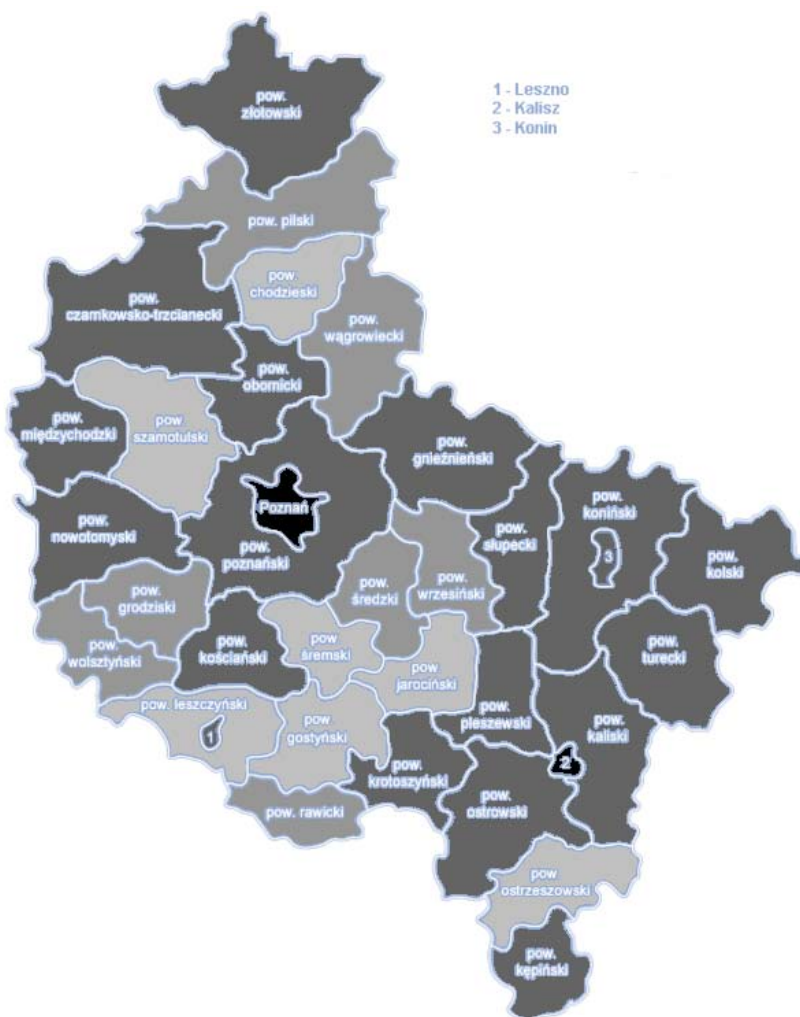 1 - Leszno
2 - Kalisz
3 - Konin
pow.
złotowski
pow. pilski
pow.
chodzieski
pow.
czarnkowsko-trzcianecki
pow.
wągrowiecki
pow.
obornicki
pow.
międzychodzki
pow
szamotulski
pow.
gnieźnieński
pow.
koniński
Poznań
pow.
nowotomyski
pow.
poznański
pow.
słupecki
3
pow.
kolski
pow.
grodziski
pow.
średzki
pow.
wrzesiński
pow.
wolsztyński
pow.
kościański
pow
śremski
pow
jarociński
pow.
turecki
pow. leszczyński
1
pow.
gostyński
pow.
pleszewski
pow.
kaliski
2
pow.
krotoszyński
pow.
ostrowski
pow. rawicki
pow
ostrzeszowski
pow.
kępiński